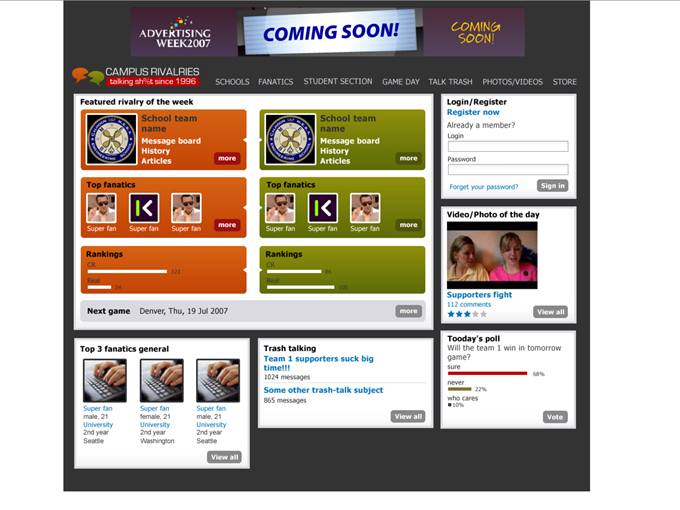 ADVERTISING
WEEK2007
COMING SOON!
COMING
SOON!
CAMPUS RIVALRIES
talking sh%t since 1996
SCHOOLS FANATICS STUDENT SECTION GAME DAY TALK TRASH PHOTOS/VIDEOS STORE
Featured rivalry of the week
School team
name
Message board
History
Articles
more
School team
name
Message board
History
Articles
more
Top fanatics
Super fan Super fan Super fan
more
Top fanatics
Super fan Super fan Super fan
more
Rankings
CR
123
Real
34
Rankings
CR
86
Real
105
Next game Denver, Thu, 19 Jul 2007 more
Login/Register
Register now
Already a member?
Login
Password
Forget your password? Sign in
Video/Photo of the day
Supporters fight
112 comments
View all
Top 3 fanatics general
Super fan
male, 21
University
2nd year
Seattle
Super fan
female, 21
University
2nd year
Washington
Super fan
male, 21
University
2nd year
Seattle
View all
Trash talking
Team 1 supporters suck big
time!!!
1024 messages
Some other trash-talk subject
865 messages
View all
Tooday's poll
Will the team 1 win in tomorrow
game?
sure
68%
never
22%
who cares
10%
Vote